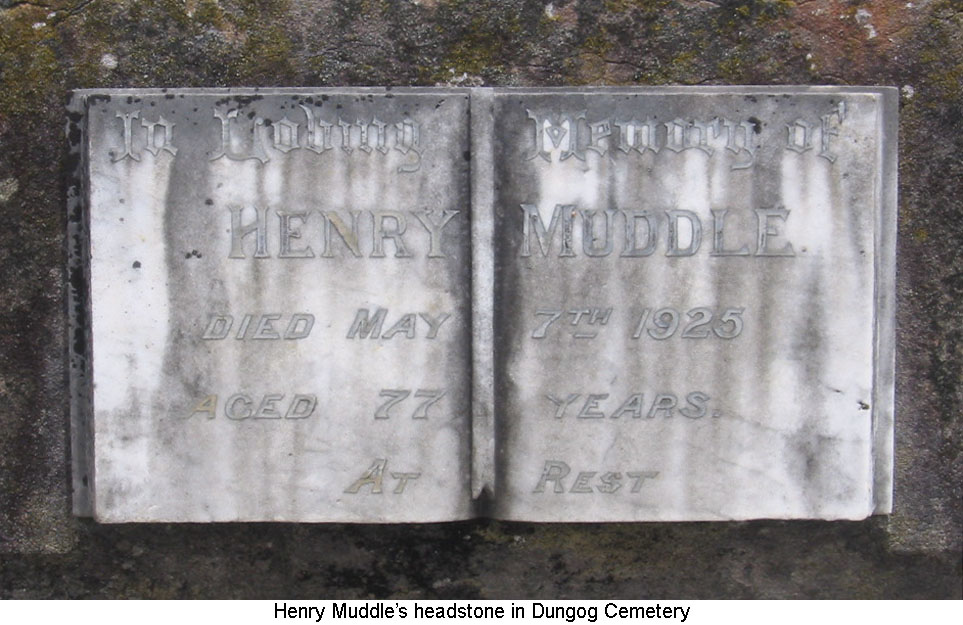 In Loving Memory of
HENRY MUDDLE
DIED MAY 7TH 1925
AGED 77 YEARS.
AT REST
Henry Muddle's headstone in Dungog Cemetery